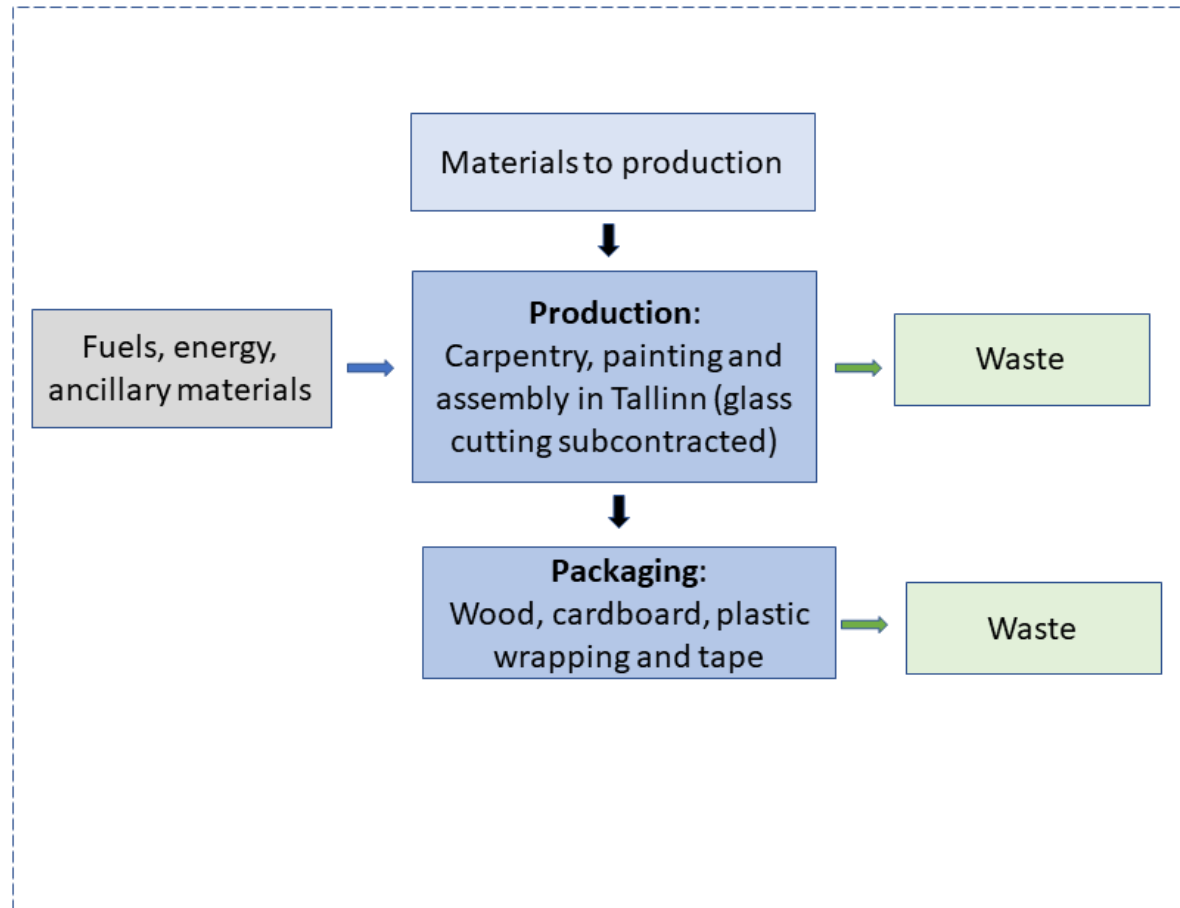 Materials to production
Fuels, energy,
ancillary materials
Production:
Carpentry, painting and
assembly in Tallinn (glass
cutting subcontracted)
Waste
Packaging:
Wood, cardboard, plastic
wrapping and tape
Waste